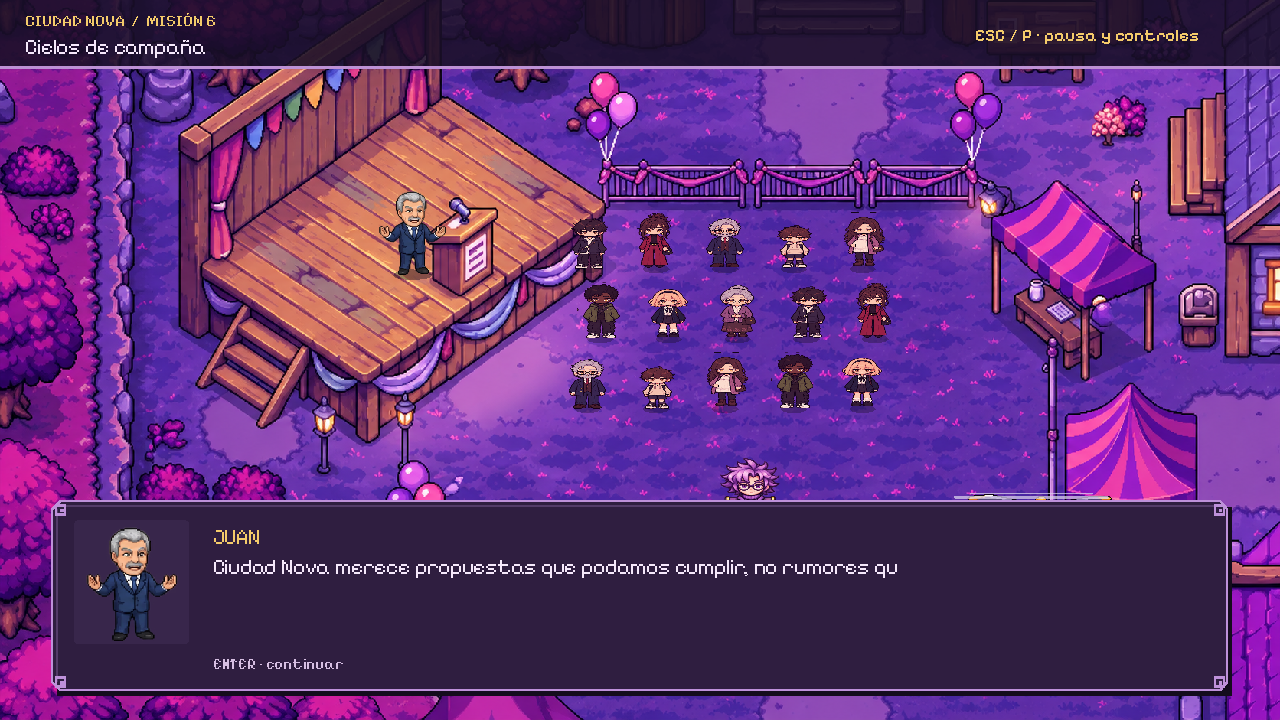 CIUDAD NOVA / MISIÓN 6
Cielos de campaña
ESC / P · pausa y controles
JUAN
Ciudad Nova merece propuestas que podamos cumplir, no rumores qu
ENTER · continuar